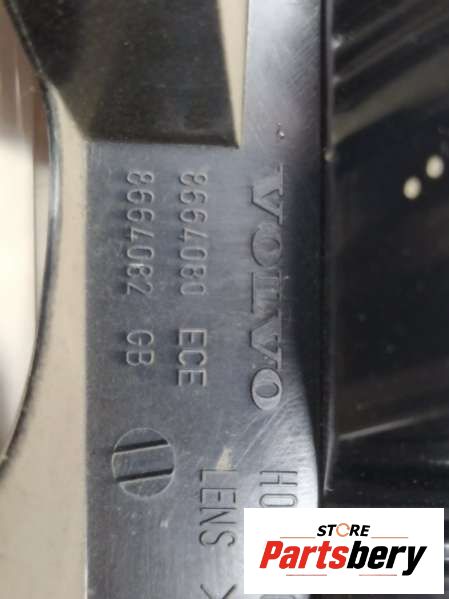 VOLVO
8664080 ECE
8664082 GB
LENS
STORE
Partsbery